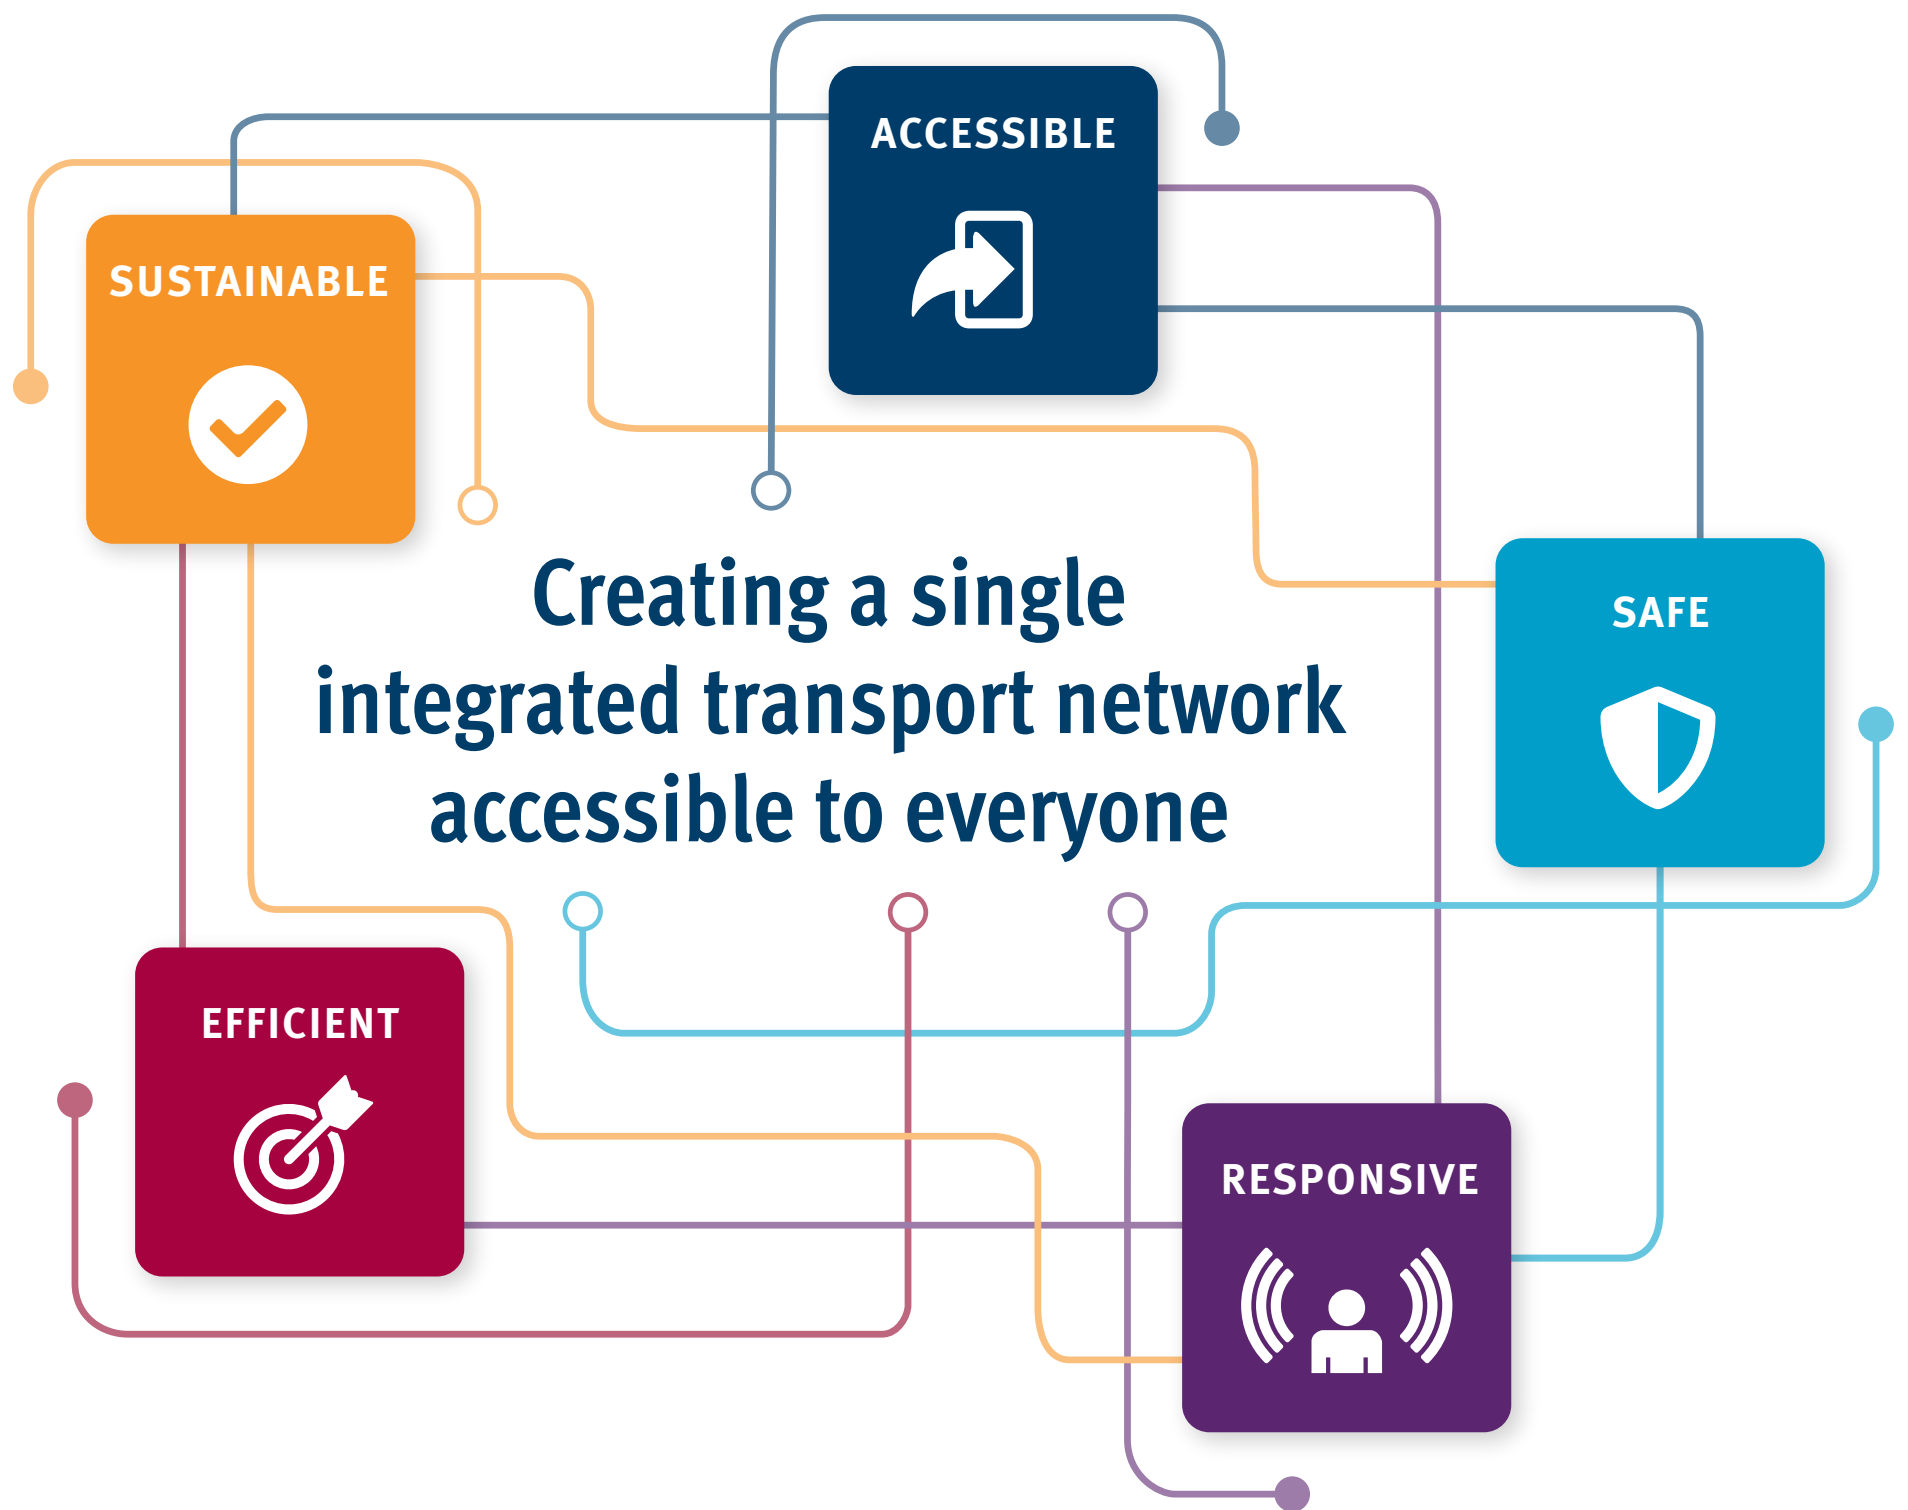 ACCESSIBLE
SUSTAINABLE
Creating a single
integrated transport network
accessible to everyone
SAFE
EFFICIENT
RESPONSIVE